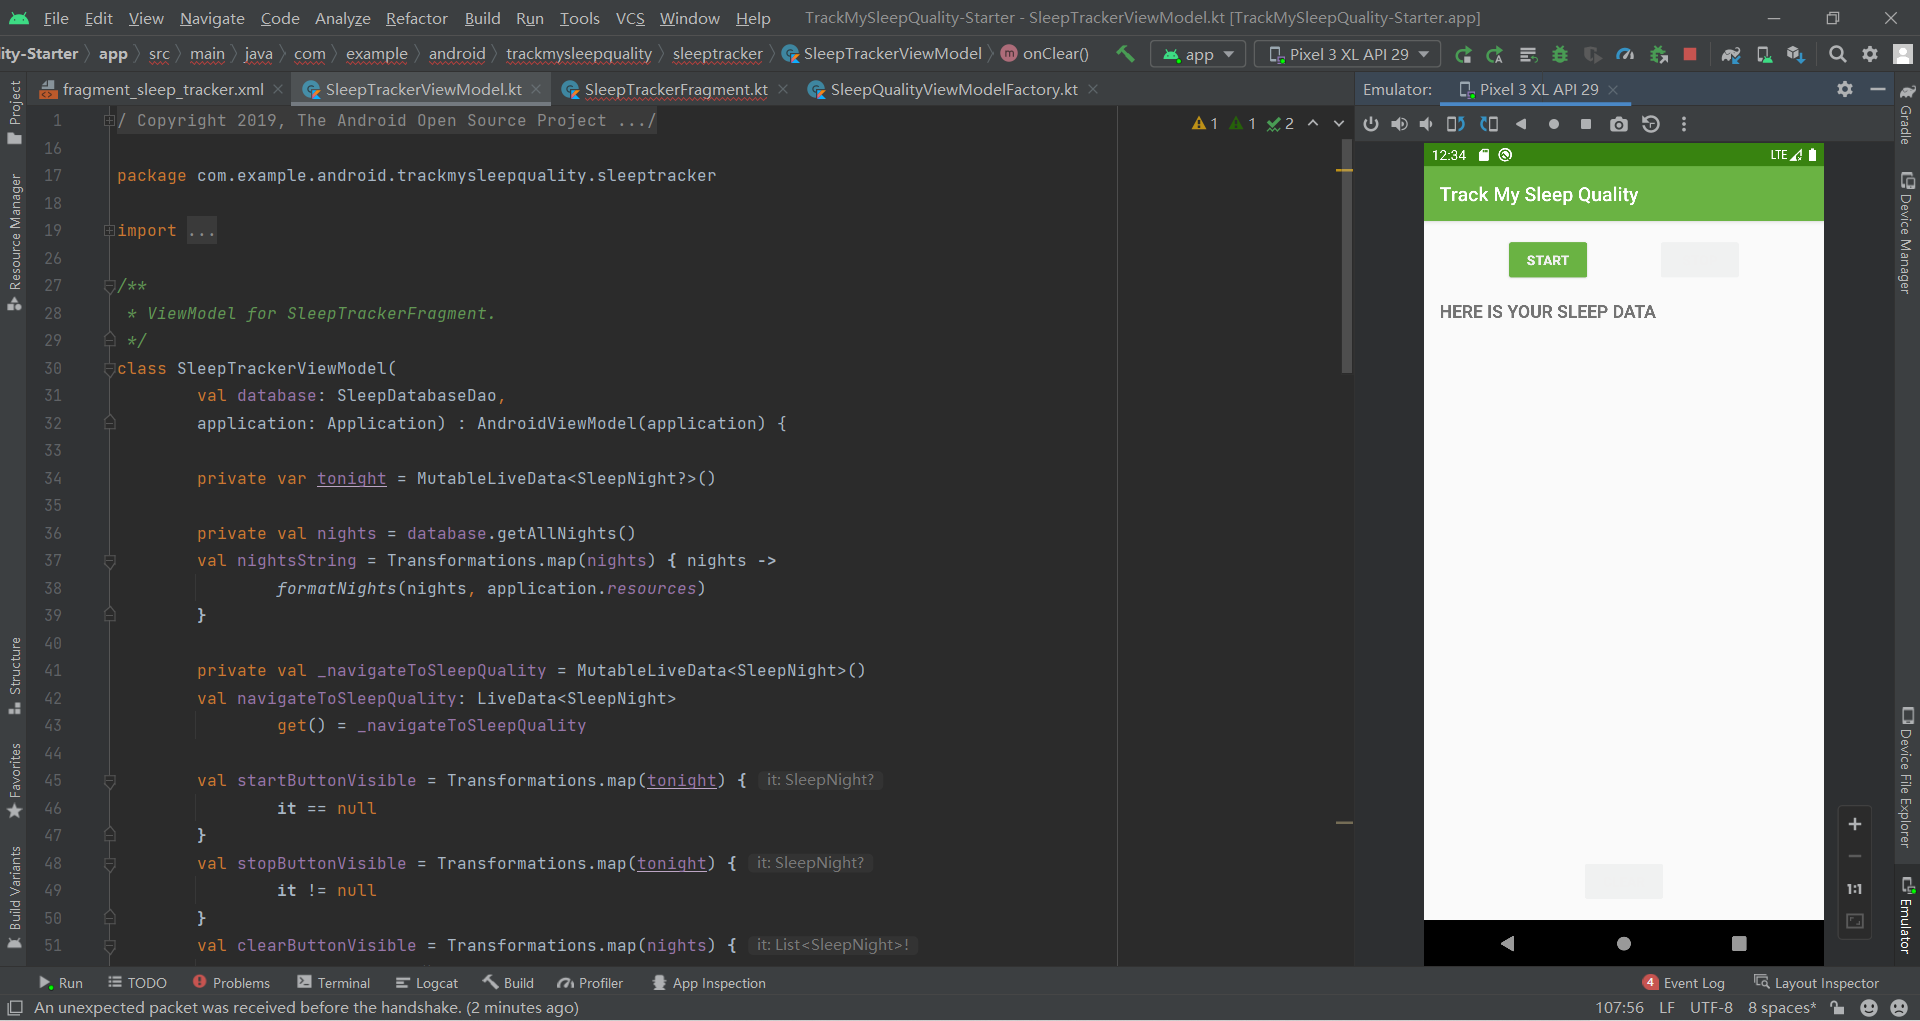 File Edit View Navigate Code Analyze Refactor Build Run Tools VCS Window Help TrackMySleepQuality-Starter - SleepTrackerViewModel.kt [TrackMySleepQuality-Starter.app]
ity-Starter app src main java com example android trackmysleepquality sleeptracker SleepTrackerViewModel m onClear() app Pixel 3 XL API 29
fragment_sleep_tracker.xml SleepTrackerViewModel.kt SleepTrackerFragment.kt SleepQualityViewModelFactory.kt Emulator: Pixel 3 XL API 29
Project
Resource Manager
Structure
Favorites
Build Variants
1 / Copyright 2019, The Android Open Source Project .../
1 1 2
16
17 package com.example.android.trackmysleepquality.sleeptracker
18
19 import ...
26
27 /**
28 * ViewModel for SleepTrackerFragment.
29 */
30 class SleepTrackerViewModel(
31 val database: SleepDatabaseDao,
32 application: Application) : AndroidViewModel(application) {
33
34 private var tonight = MutableLiveData<SleepNight?>()
35
36 private val nights = database.getAllNights()
37 val nightsString = Transformations.map(nights) { nights ->
38 formatNights(nights, application.resources)
39 }
40
41 private val _navigateToSleepQuality = MutableLiveData<SleepNight>()
42 val navigateToSleepQuality: LiveData<SleepNight>
43 get() = _navigateToSleepQuality
44
45 val startButtonVisible = Transformations.map(tonight) { it: SleepNight?
46 it == null
47 }
48 val stopButtonVisible = Transformations.map(tonight) { it: SleepNight?
49 it != null
50 }
51 val clearButtonVisible = Transformations.map(nights) { it: List<SleepNight>!
12:34 LTE
Track My Sleep Quality
START
HERE IS YOUR SLEEP DATA
1:1
Gradle
Device Manager
Device File Explorer
Emulator
Run TODO Problems Terminal Logcat Build Profiler App Inspection 4 Event Log Layout Inspector
An unexpected packet was received before the handshake. (2 minutes ago) 107:56 LF UTF-8 8 spaces*